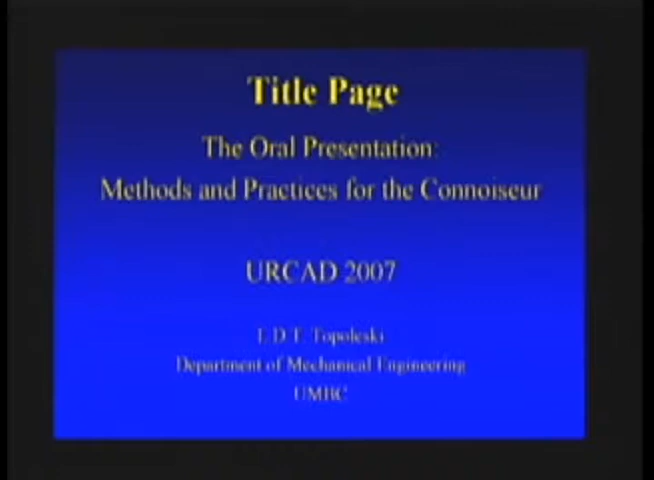 Title Page
The Oral Presentation:
Methods and Practices for the Connoiseur
URCAD 2007
Topoleski
Department of Mechanical Engineering
UMBC